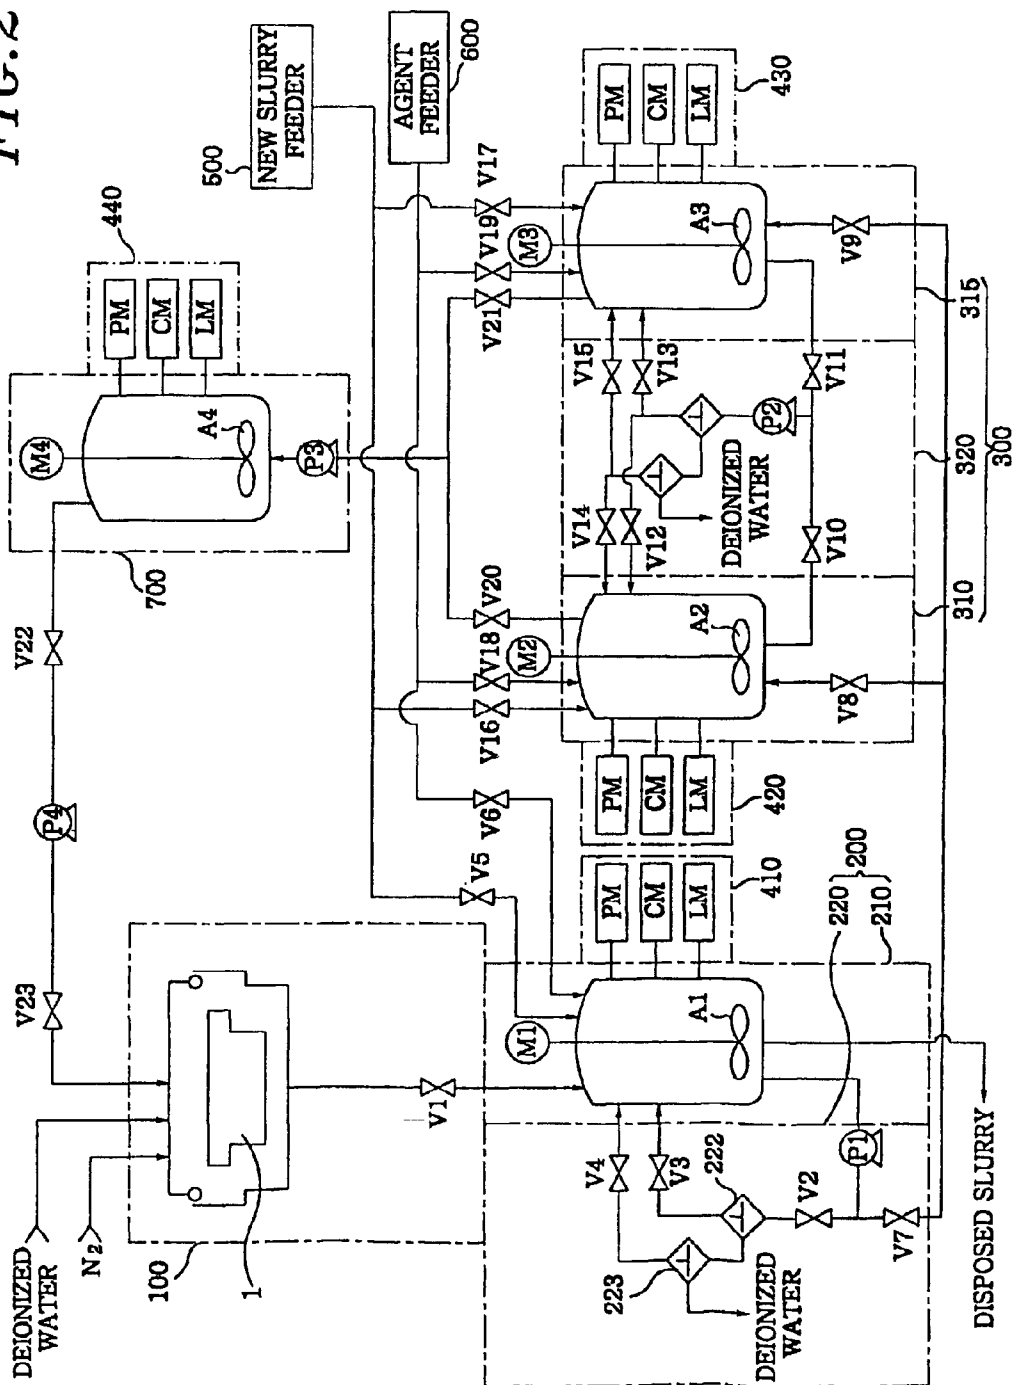 FIG.2
440
PM
CM
LM
M4
A4
P3
700
V22
P4
V23
500
NEW SLURRY
FEEDER
AGENT
FEEDER
600
V17
V19
M3
V21
PM
CM
LM
430
A3
V9
V15
V13
V11
P2
DEIONIZED
WATER
V14
V12
V10
315
320
310
300
V20
V18
M2
V16
A2
V8
PM
CM
LM
420
V6
V5
PM
CM
LM
410
220
210
200
M1
A1
V1
P1
V4
V3
222
223
V2
V7
DEIONIZED
WATER
DISPOSED SLURRY
DEIONIZED
WATER
N2
100
1